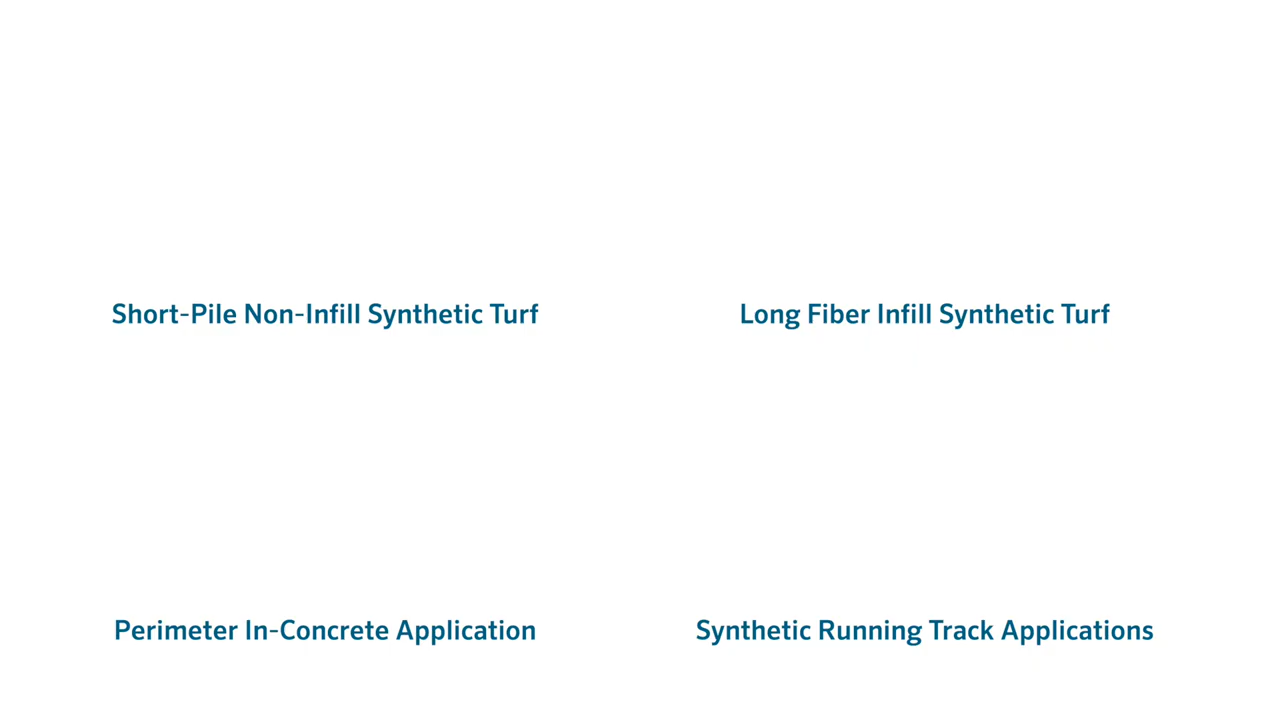 Short-Pile Non-Infill Synthetic Turf
Long Fiber Infill Synthetic Turf
Perimeter In-Concrete Application
Synthetic Running Track Applications